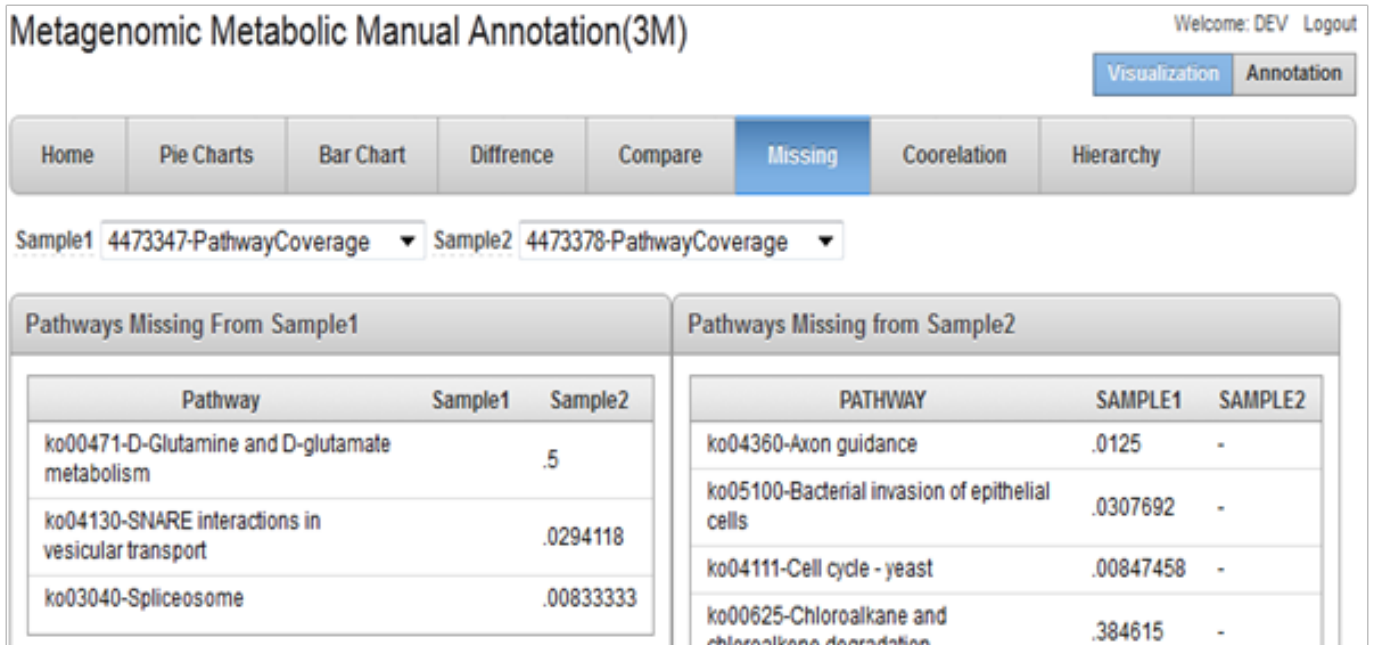 Metagenomic Metabolic Manual Annotation(3M)
Welcome: DEV Logout
Visualization Annotation
Home Pie Charts Bar Chart Diffrence Compare Missing Coorelation Hierarchy
Sample1 4473347-PathwayCoverage Sample2 4473378-PathwayCoverage
Pathways Missing From Sample1
Pathway Sample1 Sample2
ko00471-D-Glutamine and D-glutamate
metabolism .5
ko04130-SNARE interactions in
vesicular transport .0294118
ko03040-Spliceosome .00833333
Pathways Missing from Sample2
PATHWAY SAMPLE1 SAMPLE2
ko04360-Axon guidance .0125 -
ko05100-Bacterial invasion of epithelial
cells .0307692 -
ko04111-Cell cycle - yeast .00847458 -
ko00625-Chloroalkane and
chloroalkene degradation .384615 -